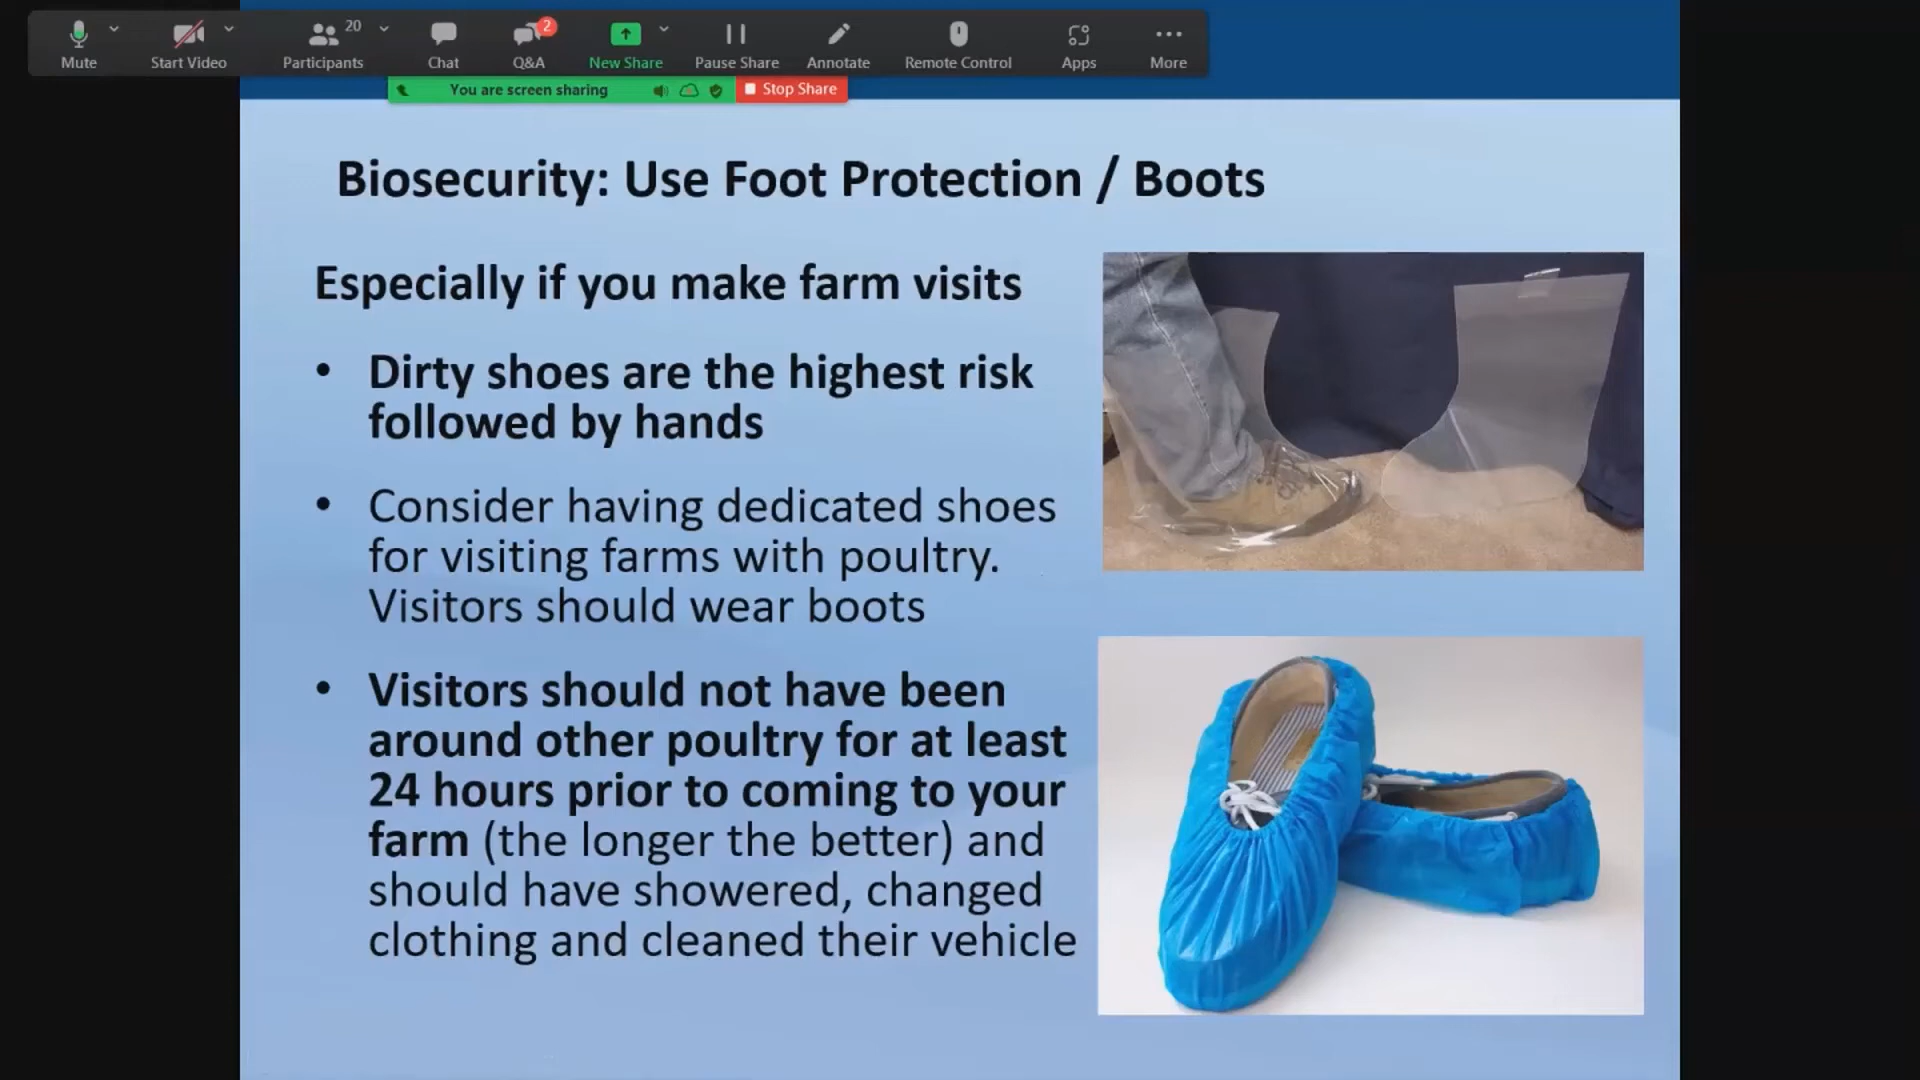 Mute
Start Video
Participants
20
Chat
Q&A
2
New Share
Pause Share
Annotate
Remote Control
Apps
More
You are screen sharing
Stop Share
Biosecurity: Use Foot Protection / Boots
Especially if you make farm visits
• Dirty shoes are the highest risk
followed by hands
• Consider having dedicated shoes
for visiting farms with poultry.
Visitors should wear boots
• Visitors should not have been
around other poultry for at least
24 hours prior to coming to your
farm (the longer the better) and
should have showered, changed
clothing and cleaned their vehicle